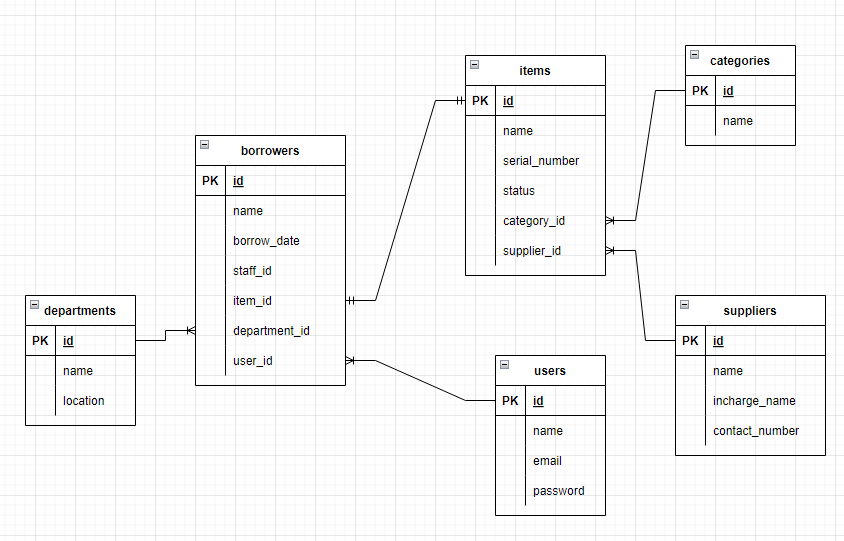 items
PK id
name
serial_number
status
category_id
supplier_id
categories
PK id
name
borrowers
PK id
name
borrow_date
staff_id
item_id
department_id
user_id
departments
PK id
name
location
users
PK id
name
email
password
suppliers
PK id
name
incharge_name
contact_number